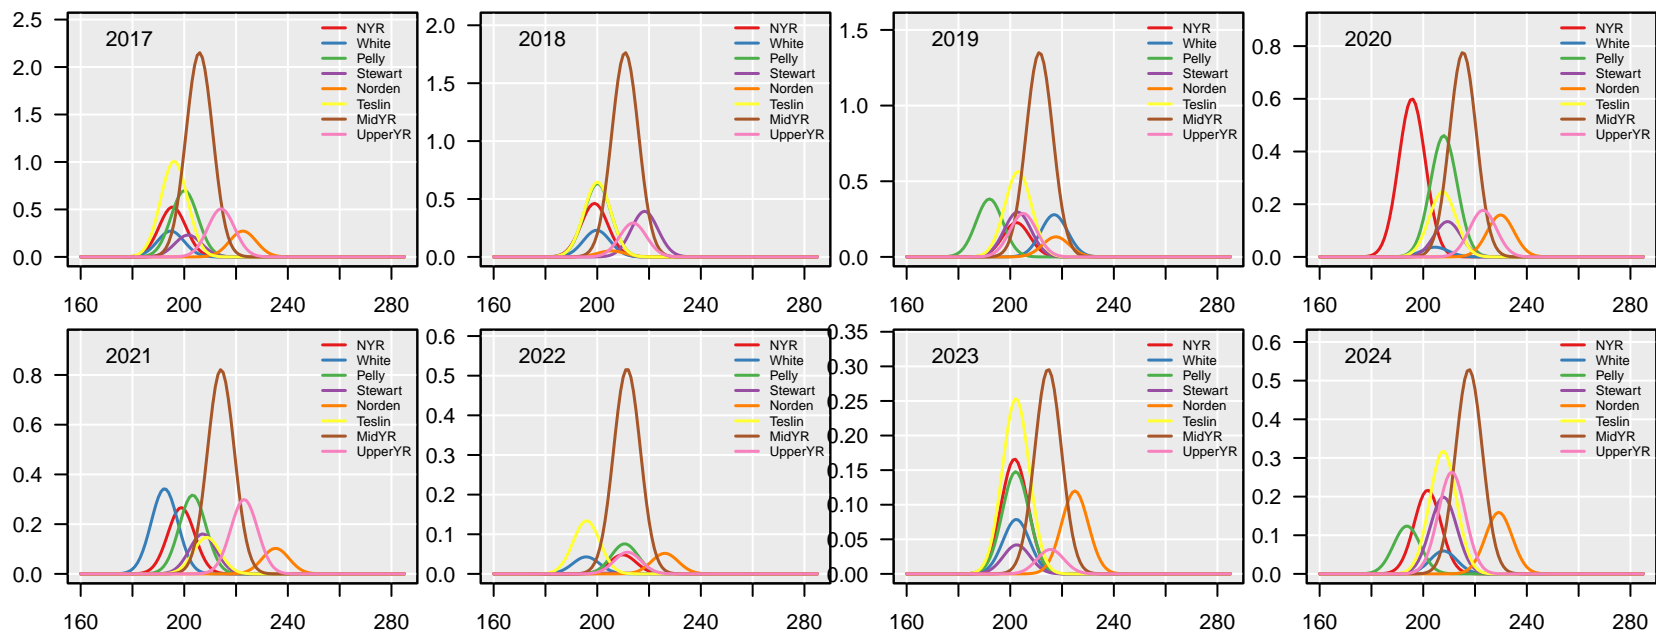 2017
NYR
White
Pelly
Stewart
Norden
Teslin
MidYR
UpperYR
2.5
2.0
1.5
1.0
0.5
0.0
160 200 240 280
2018
NYR
White
Pelly
Stewart
Norden
Teslin
MidYR
UpperYR
2.0
1.5
1.0
0.5
0.0
160 200 240 280
2019
NYR
White
Pelly
Stewart
Norden
Teslin
MidYR
UpperYR
1.5
1.0
0.5
0.0
160 200 240 280
2020
NYR
White
Pelly
Stewart
Norden
Teslin
MidYR
UpperYR
0.8
0.6
0.4
0.2
0.0
160 200 240 280
2021
NYR
White
Pelly
Stewart
Norden
Teslin
MidYR
UpperYR
0.8
0.6
0.4
0.2
0.0
160 200 240 280
2022
NYR
White
Pelly
Stewart
Norden
Teslin
MidYR
UpperYR
0.6
0.5
0.4
0.3
0.2
0.1
0.0
160 200 240 280
2023
NYR
White
Pelly
Stewart
Norden
Teslin
MidYR
UpperYR
0.35
0.30
0.25
0.20
0.15
0.10
0.05
0.00
160 200 240 280
2024
NYR
White
Pelly
Stewart
Norden
Teslin
MidYR
UpperYR
0.6
0.5
0.4
0.3
0.2
0.1
0.0
160 200 240 280